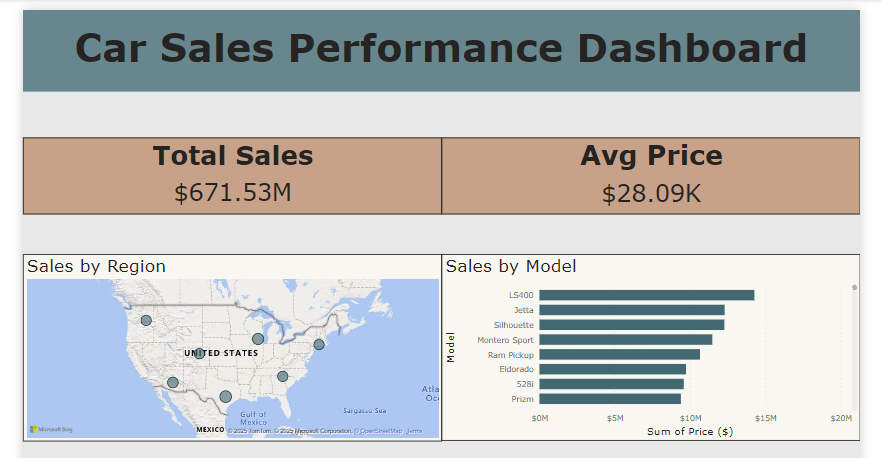 Car Sales Performance Dashboard
Total Sales
$671.53M
Avg Price
$28.09K
Sales by Region
UNITED STATES
Atla
Oc
Sargasso Sea
Gulf of
Mexico
MEXICO
Microsoft Bing
© 2025 TomTom, © 2025 Microsoft Corporation, © OpenStreetMap Terms
Sales by Model
Model
LS400
Jetta
Silhouette
Montero Sport
Ram Pickup
Eldorado
528i
Prizm
$0M $5M $10M $15M $20M
Sum of Price ($)